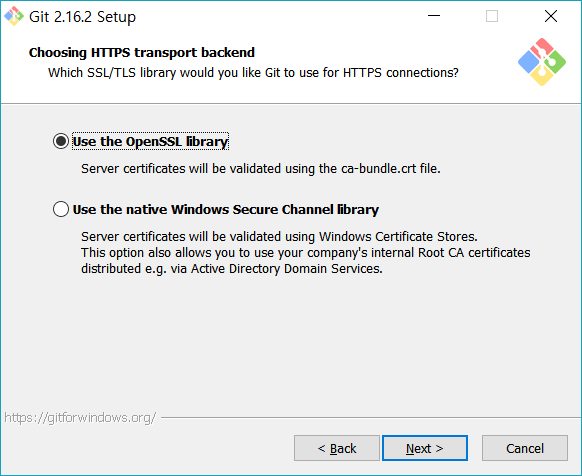 Git 2.16.2 Setup
Choosing HTTPS transport backend
Which SSL/TLS library would you like Git to use for HTTPS connections?
Use the OpenSSL library
Server certificates will be validated using the ca-bundle.crt file.
Use the native Windows Secure Channel library
Server certificates will be validated using Windows Certificate Stores.
This option also allows you to use your company's internal Root CA certificates
distributed e.g. via Active Directory Domain Services.
https://gitforwindows.org/
< Back
Next >
Cancel